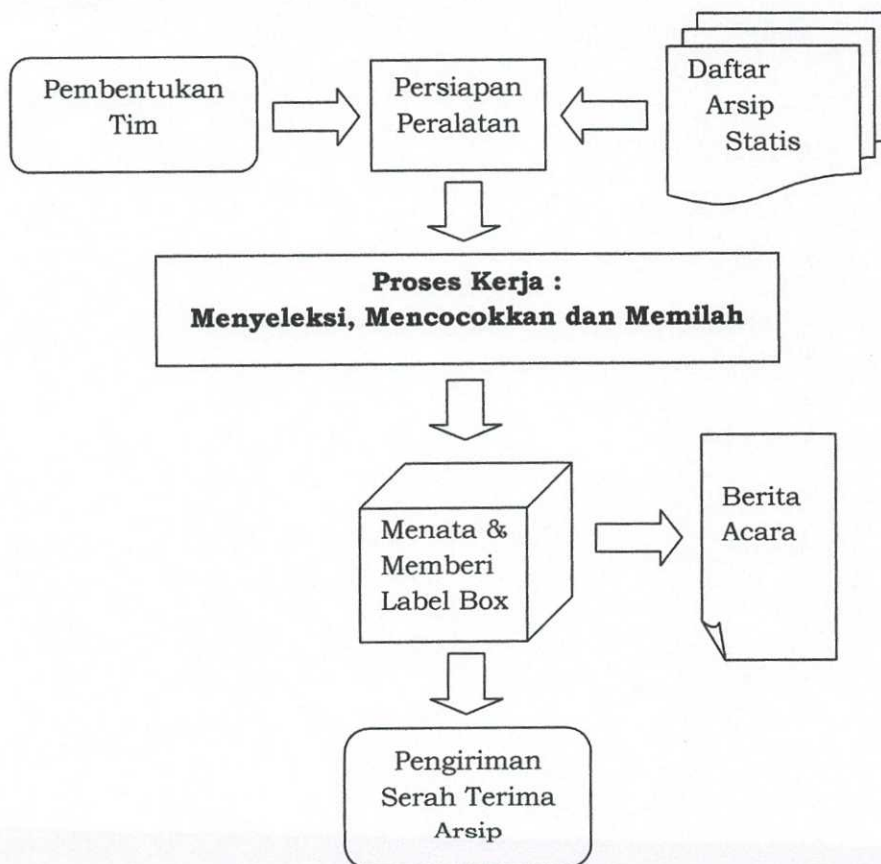 Pembentukan
Tim
Persiapan
Peralatan
Daftar
Arsip
Statis
Proses Kerja :
Menyeleksi, Mencocokkan dan Memilah
Menata &
Memberi
Label Box
Berita
Acara
Pengiriman
Serah Terima
Arsip